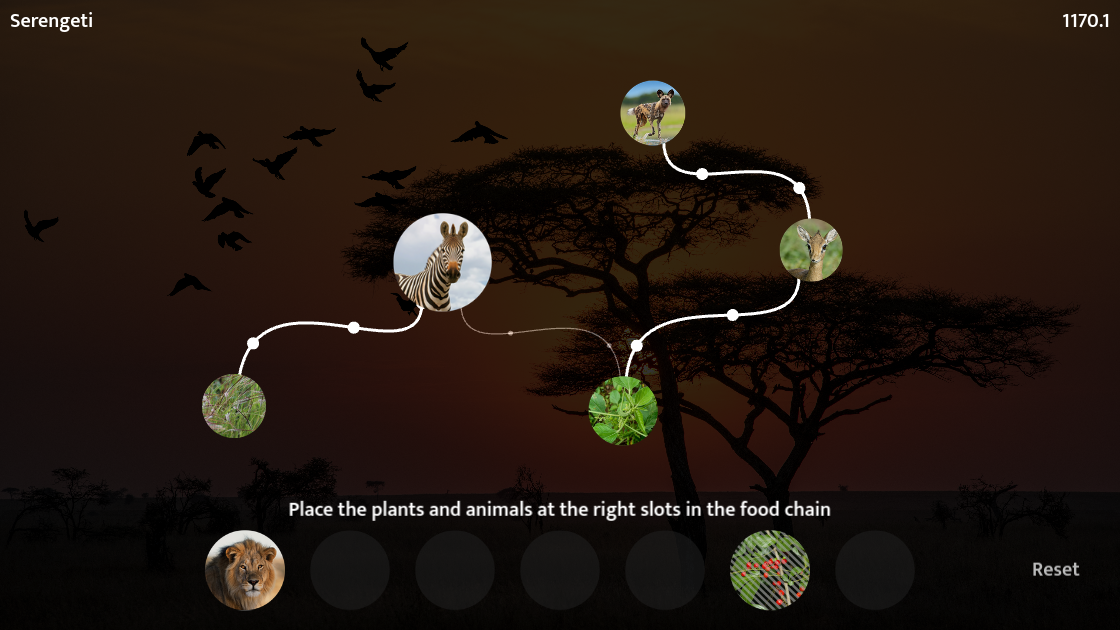 Serengeti
1170.1
Place the plants and animals at the right slots in the food chain
Reset